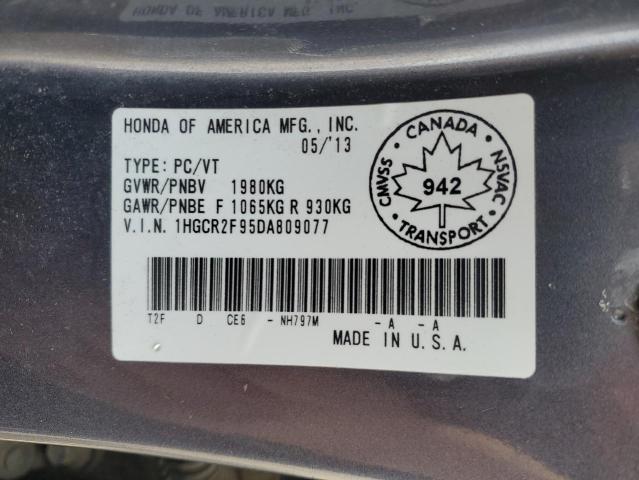 HONDA OF AMERICA MFG., INC.
05/'13
TYPE: PC/VT
GVWR/PNBV 1980KG
GAWR/PNBE F 1065KG R 930KG
V.I.N. 1HGCR2F95DA809077
CANADA
CMVSS
942
NSVAC
TRANSPORT
T2F D CE6 - NH797M - A - A
MADE IN U.S.A.